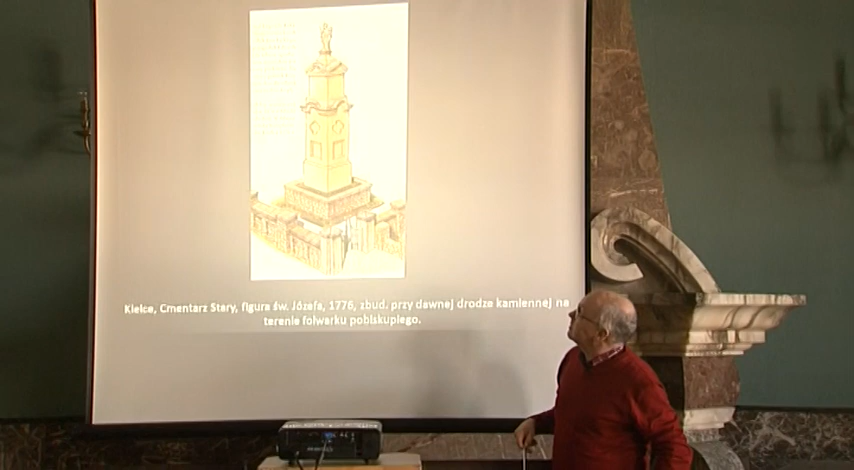 Kielce, Cmentarz Stary, figura św. Józefa, 1776, zbud. przy dawnej drodze kamiennej na
terenie folwarku pobiskupiego.